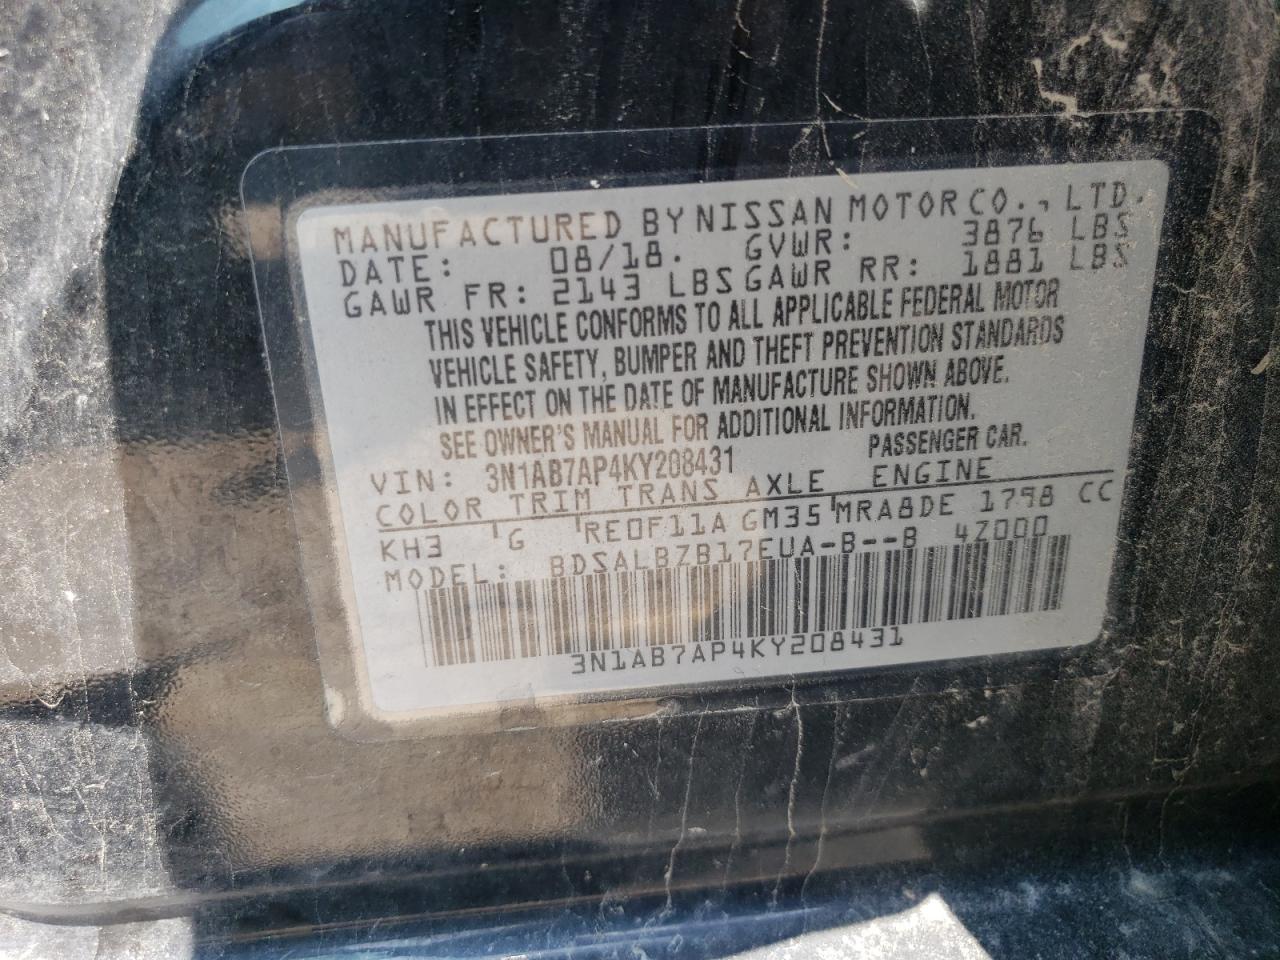 MANUFACTURED BY NISSAN MOTOR CO., LTD.
DATE: 08/18. GVWR: 3876 LBS
GAWR FR: 2143 LBS GAWR RR: 1881 LBS
THIS VEHICLE CONFORMS TO ALL APPLICABLE FEDERAL MOTOR
VEHICLE SAFETY, BUMPER AND THEFT PREVENTION STANDARDS
IN EFFECT ON THE DATE OF MANUFACTURE SHOWN ABOVE.
SEE OWNER'S MANUAL FOR ADDITIONAL INFORMATION.
VIN: 3N1AB7AP4KY208431 PASSENGER CAR.
COLOR TRIM TRANS AXLE ENGINE
KH3 G RE0F11A GM35 MRA8DE 1798 CC
MODEL: BDSALBZB17EUA-B--B 4Z000
3N1AB7AP4KY208431